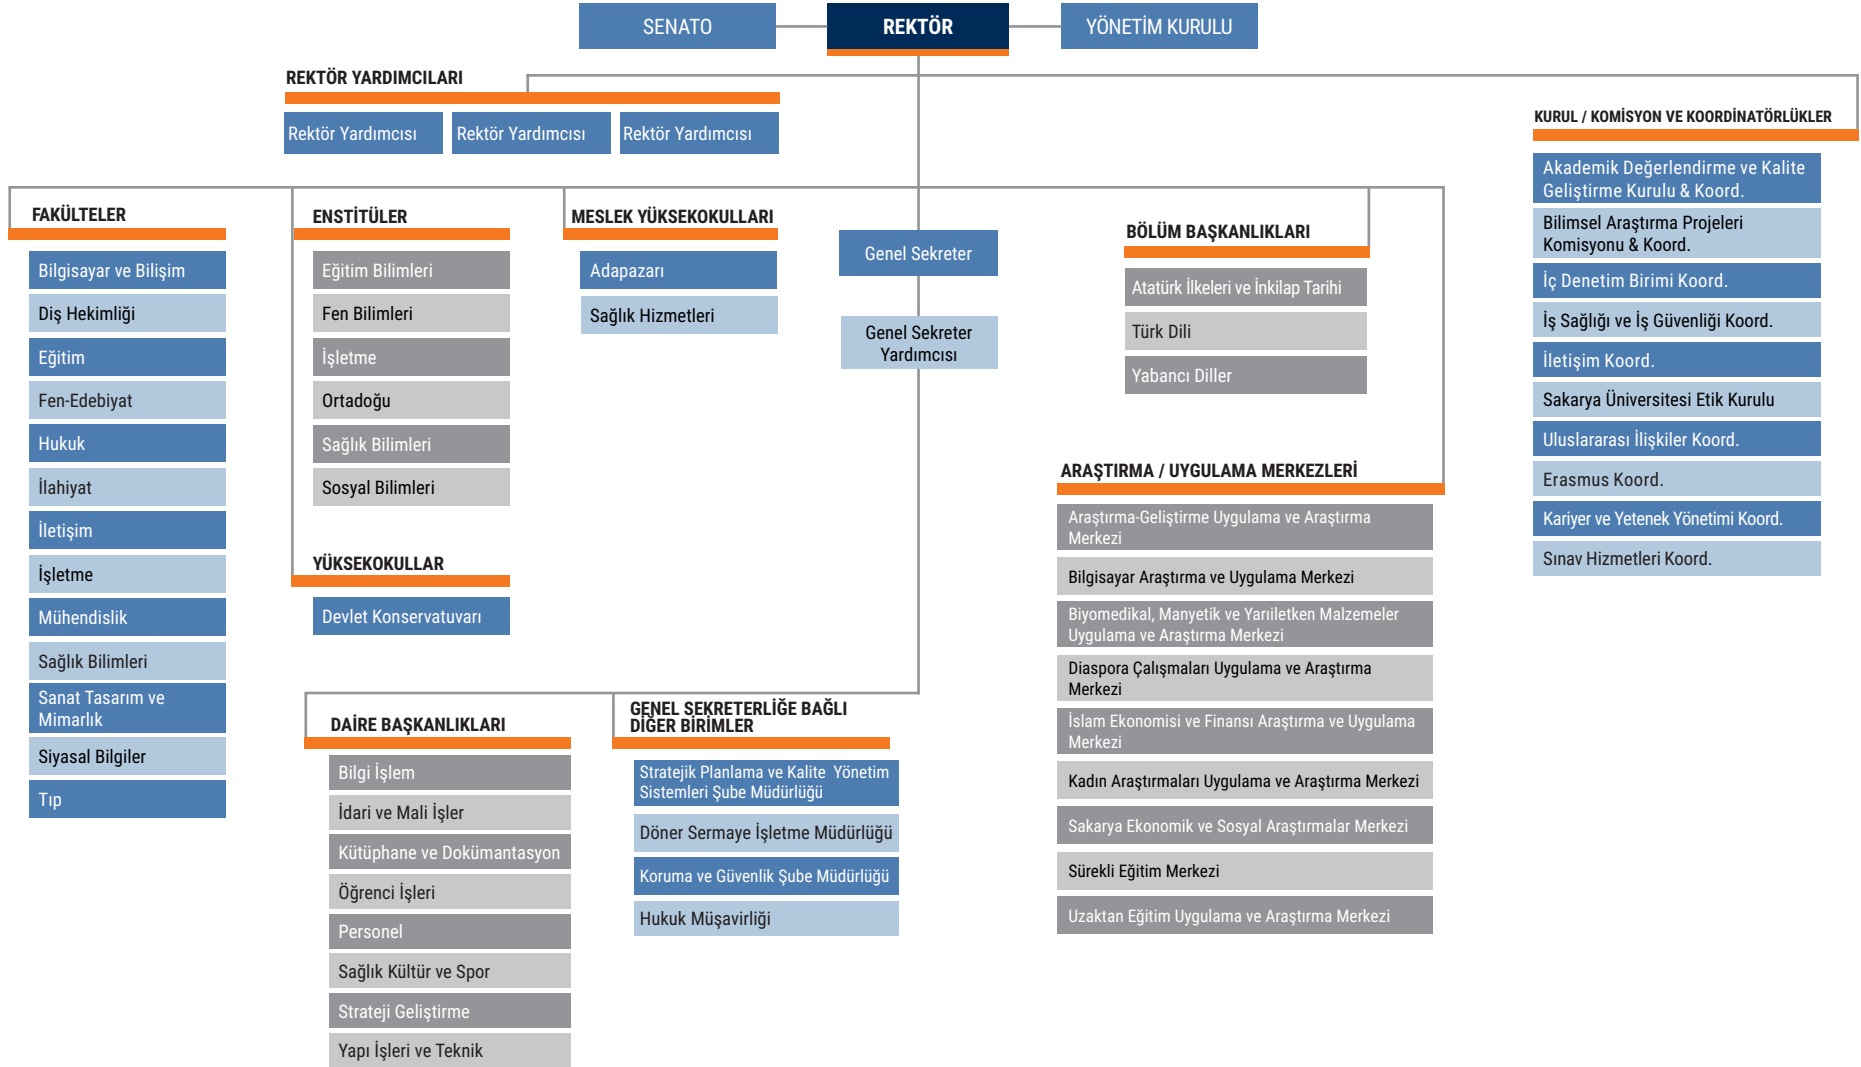 SENATO
REKTÖR
YÖNETİM KURULU
REKTÖR YARDIMCILARI
Rektör Yardımcısı
Rektör Yardımcısı
Rektör Yardımcısı
KURUL / KOMİSYON VE KOORDİNATÖRLÜKLER
Akademik Değerlendirme ve Kalite
Geliştirme Kurulu & Koord.
Bilimsel Araştırma Projeleri
Komisyonu & Koord.
İç Denetim Birimi Koord.
İş Sağlığı ve İş Güvenliği Koord.
İletişim Koord.
Sakarya Üniversitesi Etik Kurulu
Uluslararası İlişkiler Koord.
Erasmus Koord.
Kariyer ve Yetenek Yönetimi Koord.
Sınav Hizmetleri Koord.
FAKÜLTELER
Bilgisayar ve Bilişim
Diş Hekimliği
Eğitim
Fen-Edebiyat
Hukuk
İlahiyat
İletişim
İşletme
Mühendislik
Sağlık Bilimleri
Sanat Tasarım ve
Mimarlık
Siyasal Bilgiler
Tıp
ENSTİTÜLER
Eğitim Bilimleri
Fen Bilimleri
İşletme
Ortadoğu
Sağlık Bilimleri
Sosyal Bilimleri
YÜKSEKOKULLAR
Devlet Konservatuvarı
MESLEK YÜKSEKOKULLARI
Adapazarı
Sağlık Hizmetleri
Genel Sekreter
Genel Sekreter
Yardımcısı
BÖLÜM BAŞKANLIKLARI
Atatürk İlkeleri ve İnkilap Tarihi
Türk Dili
Yabancı Diller
ARAŞTIRMA / UYGULAMA MERKEZLERİ
Araştırma-Geliştirme Uygulama ve Araştırma
Merkezi
Bilgisayar Araştırma ve Uygulama Merkezi
Biyomedikal, Manyetik ve Yarıiletken Malzemeler
Uygulama ve Araştırma Merkezi
Diaspora Çalışmaları Uygulama ve Araştırma
Merkezi
İslam Ekonomisi ve Finansı Araştırma ve Uygulama
Merkezi
Kadın Araştırmaları Uygulama ve Araştırma Merkezi
Sakarya Ekonomik ve Sosyal Araştırmalar Merkezi
Sürekli Eğitim Merkezi
Uzaktan Eğitim Uygulama ve Araştırma Merkezi
DAİRE BAŞKANLIKLARI
Bilgi İşlem
İdari ve Mali İşler
Kütüphane ve Dokümantasyon
Öğrenci İşleri
Personel
Sağlık Kültür ve Spor
Strateji Geliştirme
Yapı İşleri ve Teknik
GENEL SEKRETERLİĞE BAĞLI
DİĞER BİRİMLER
Stratejik Planlama ve Kalite Yönetim
Sistemleri Şube Müdürlüğü
Döner Sermaye İşletme Müdürlüğü
Koruma ve Güvenlik Şube Müdürlüğü
Hukuk Müşavirliği